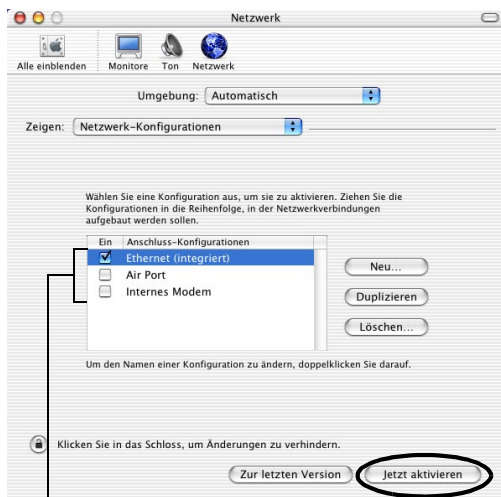 Netzwerk
Alle einblenden Monitore Ton Netzwerk
Umgebung: Automatisch
Zeigen: Netzwerk-Konfigurationen
Wählen Sie eine Konfiguration aus, um sie zu aktivieren. Ziehen Sie die
Konfigurationen in die Reihenfolge, in der Netzwerkverbindungen
aufgebaut werden sollen.
Ein Anschluss-Konfigurationen
Ethernet (integriert)
Air Port
Internes Modem
Neu...
Duplizieren
Löschen...
Um den Namen einer Konfiguration zu ändern, doppelklicken Sie darauf.
Klicken Sie in das Schloss, um Änderungen zu verhindern.
Zur letzten Version Jetzt aktivieren